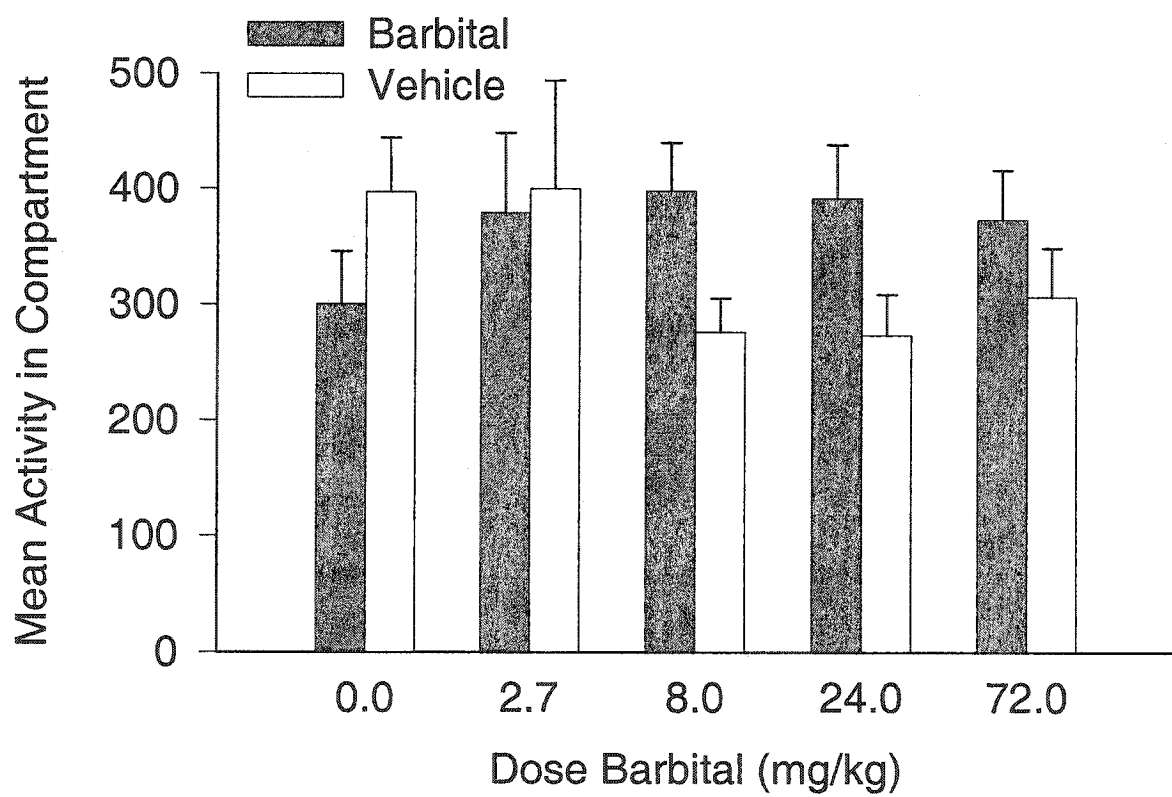 Barbital
Vehicle
Mean Activity in Compartment
500
400
300
200
100
0
0.0 2.7 8.0 24.0 72.0
Dose Barbital (mg/kg)